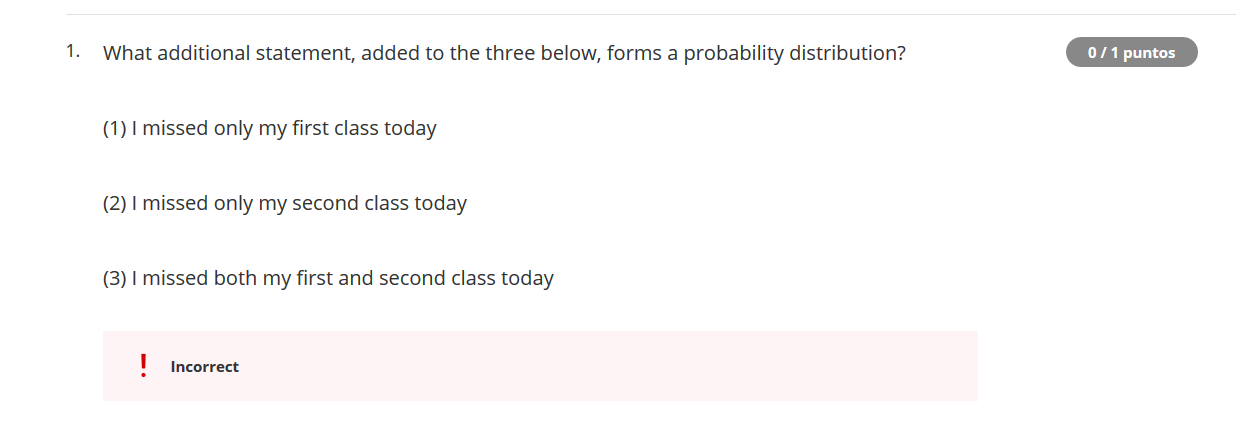 1. What additional statement, added to the three below, forms a probability distribution?
0 / 1 puntos
(1) I missed only my first class today
(2) I missed only my second class today
(3) I missed both my first and second class today
! Incorrect